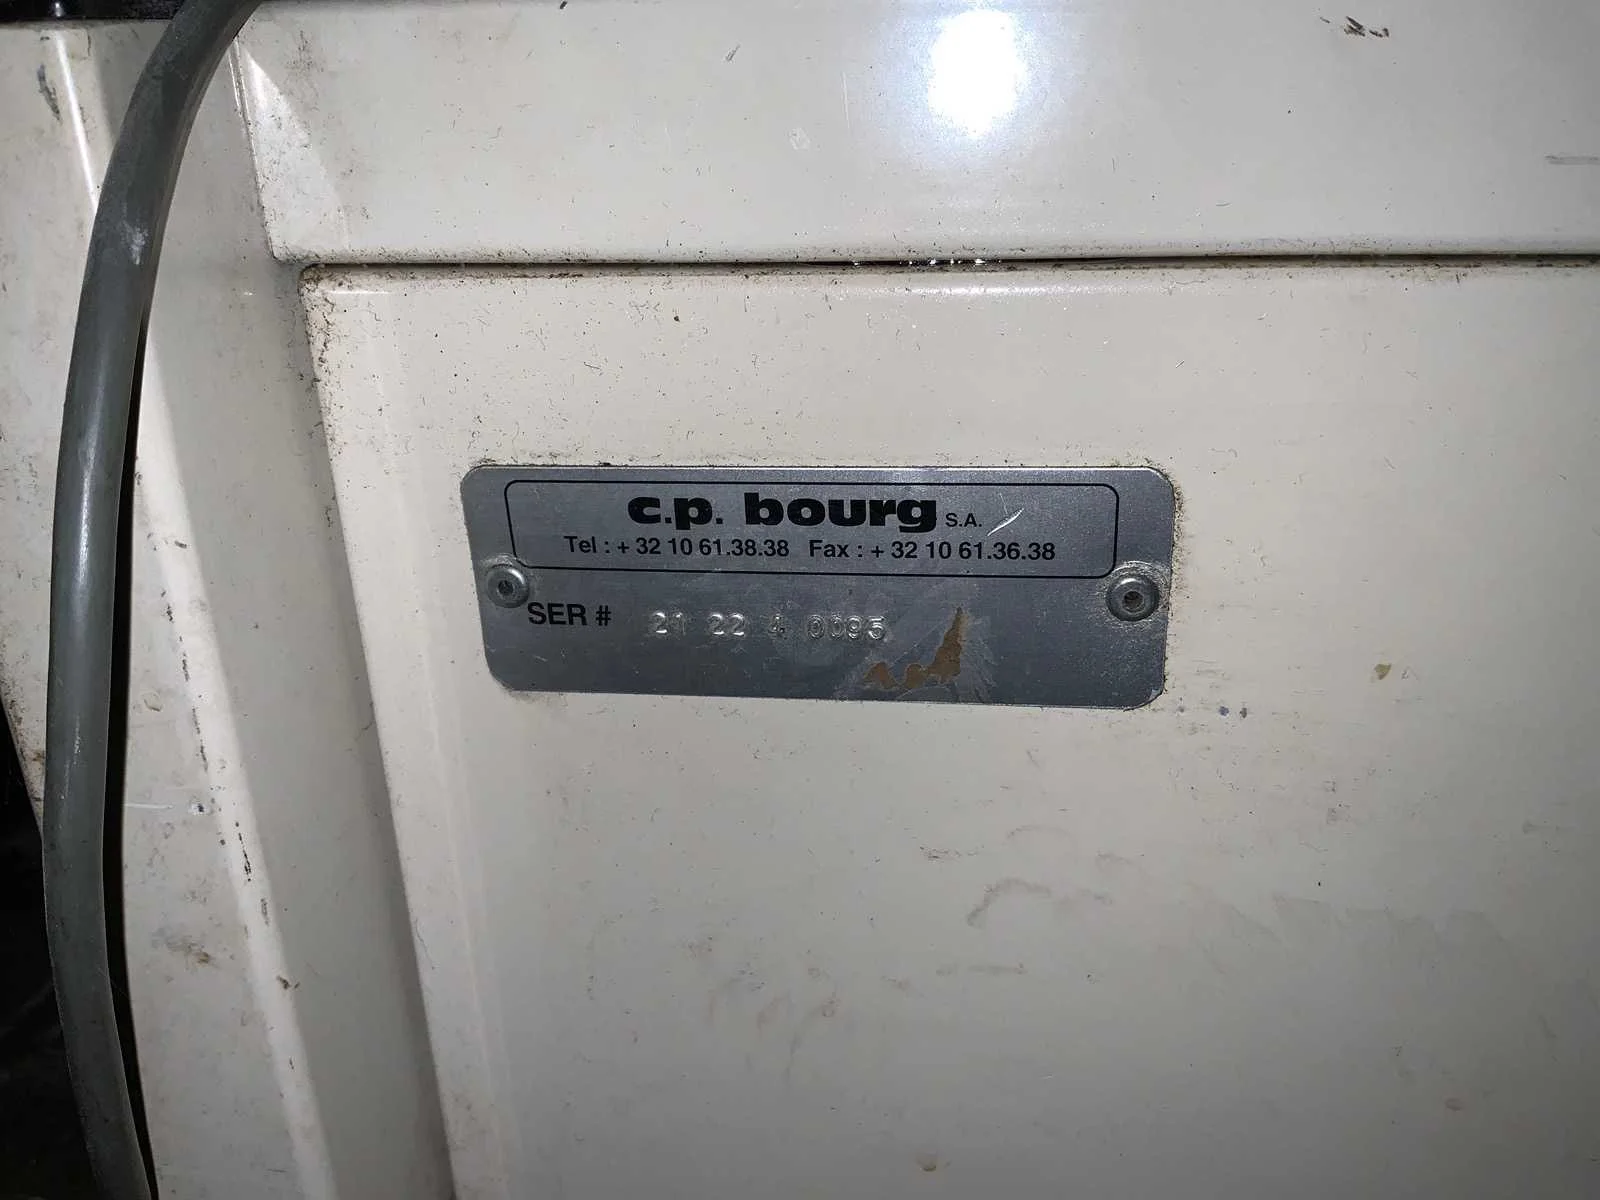 c.p. bourg S.A.
Tel : + 32 10 61.38.38 Fax : + 32 10 61.36.38
SER # 21 22 4 0095